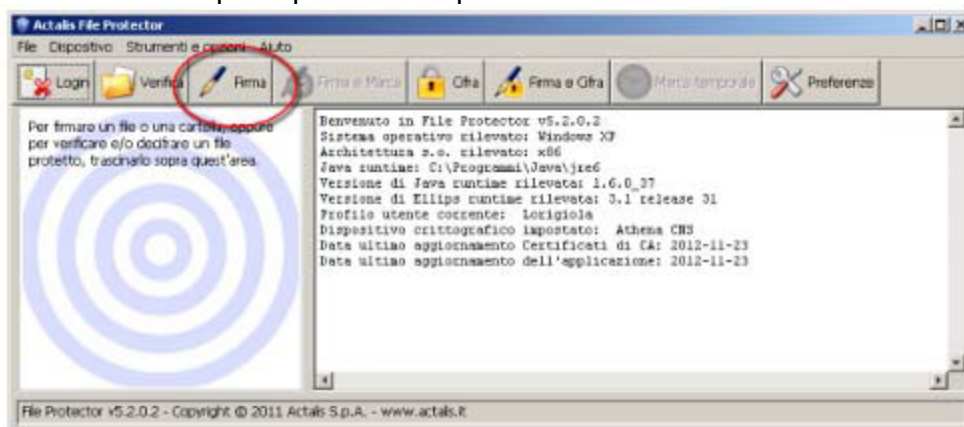 Actalis File Protector
File Dispositivo Strumenti e opzioni Aiuto
Login Verifica Firma Firma e Marca Cifra Firma e Cifra Marca temporale Preferenze
Per firmare un file o una cartella, oppure
per verificare e/o decifrare un file
protetto, trascinarlo sopra quest'area.
Benvenuto in File Protector v5.2.0.2
Sistema operativo rilevato: Windows XP
Architettura s.o. rilevato: x86
Java runtime: C:\Programmi\Java\jre6
Versione di Java runtime rilevata: 1.6.0_37
Versione di Ellips runtime rilevata: 3.1 release 31
Profilo utente corrente: Lorigiola
Dispositivo crittografico impostato: Athena CNS
Data ultimo aggiornamento Certificati di CA: 2012-11-23
Data ultimo aggiornamento dell'applicazione: 2012-11-23
File Protector v5.2.0.2 - Copyright © 2011 Actalis S.p.A. - www.actalis.it